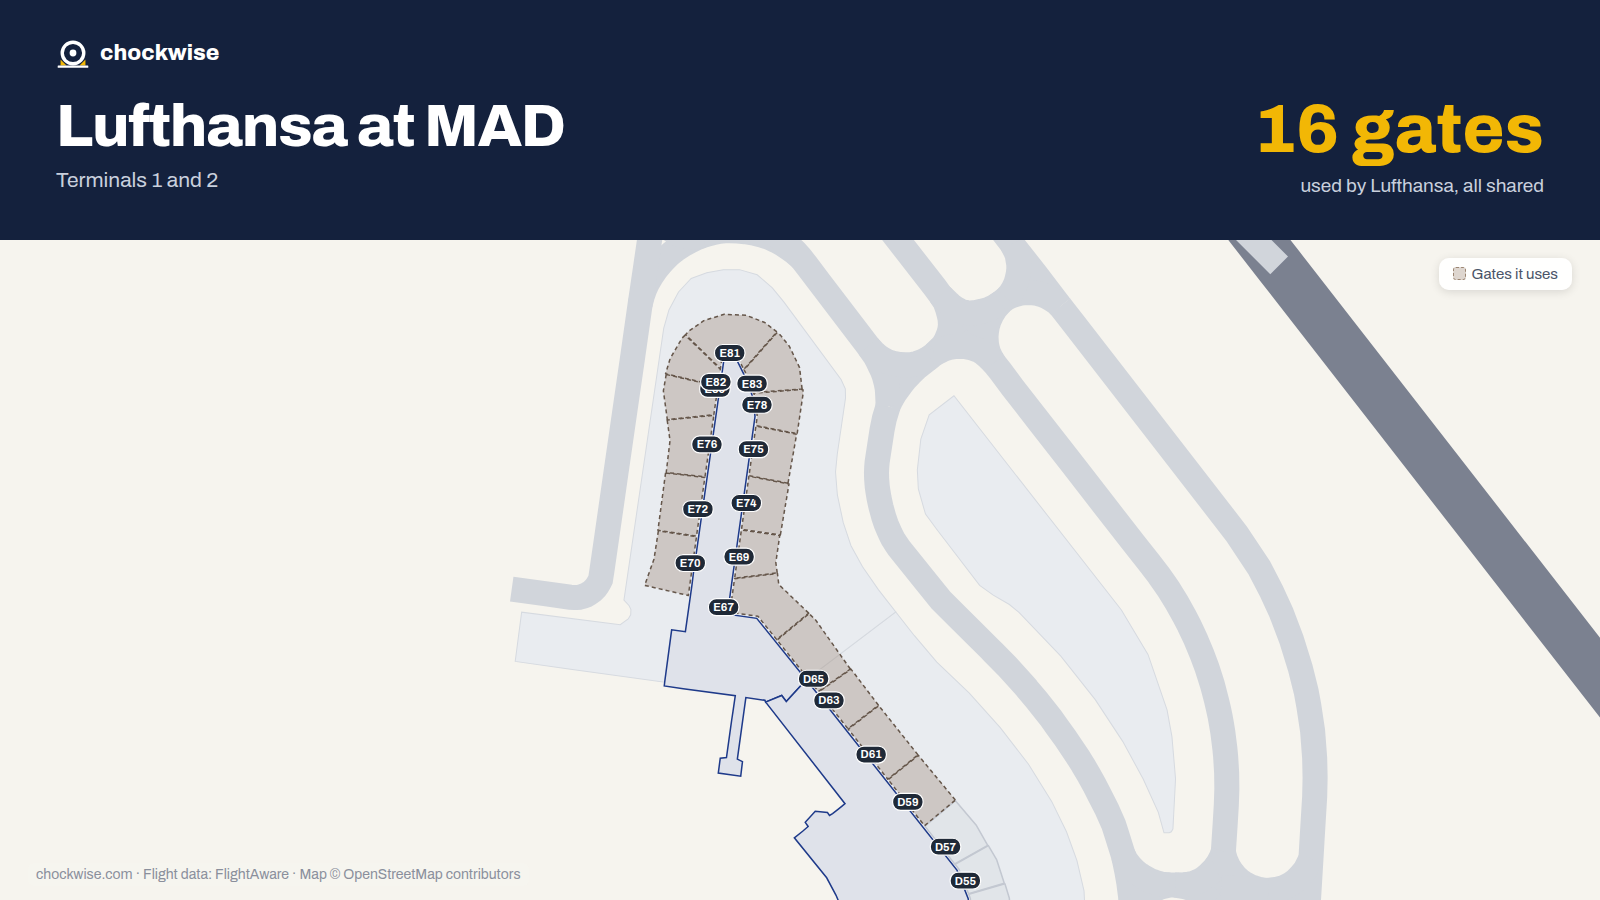 chockwise
Lufthansa at MAD
Terminals 1 and 2
16 gates
used by Lufthansa, all shared
Gates it uses
E81
E82
E83
E78
E76
E75
E72
E74
E70
E69
E67
D65
D63
D61
D59
D57
D55
chockwise.com · Flight data: FlightAware · Map © OpenStreetMap contributors